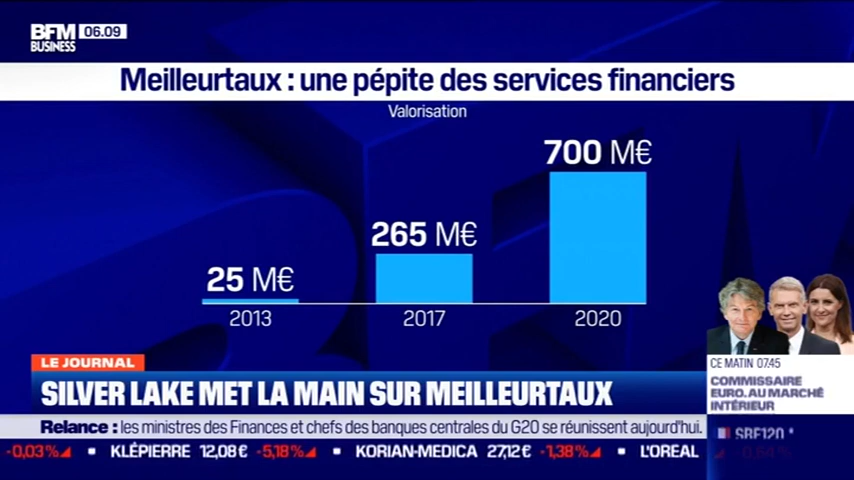 BFM
BUSINESS
06.09
Meilleurtaux : une pépite des services financiers
Valorisation
700 M€
265 M€
25 M€
2013
2017
2020
LE JOURNAL
SILVER LAKE MET LA MAIN SUR MEILLEURTAUX
CE MATIN 07.45
COMMISSAIRE
EURO. AU MARCHÉ
INTÉRIEUR
Relance : les ministres des Finances et chefs des banques centrales du G20 se réunissent aujourd'hui.
-0,03% KLÉPIERRE 12,08€ -5,18% KORIAN-MEDICA 27,12€ -1,38% L'OREAL
SBF120